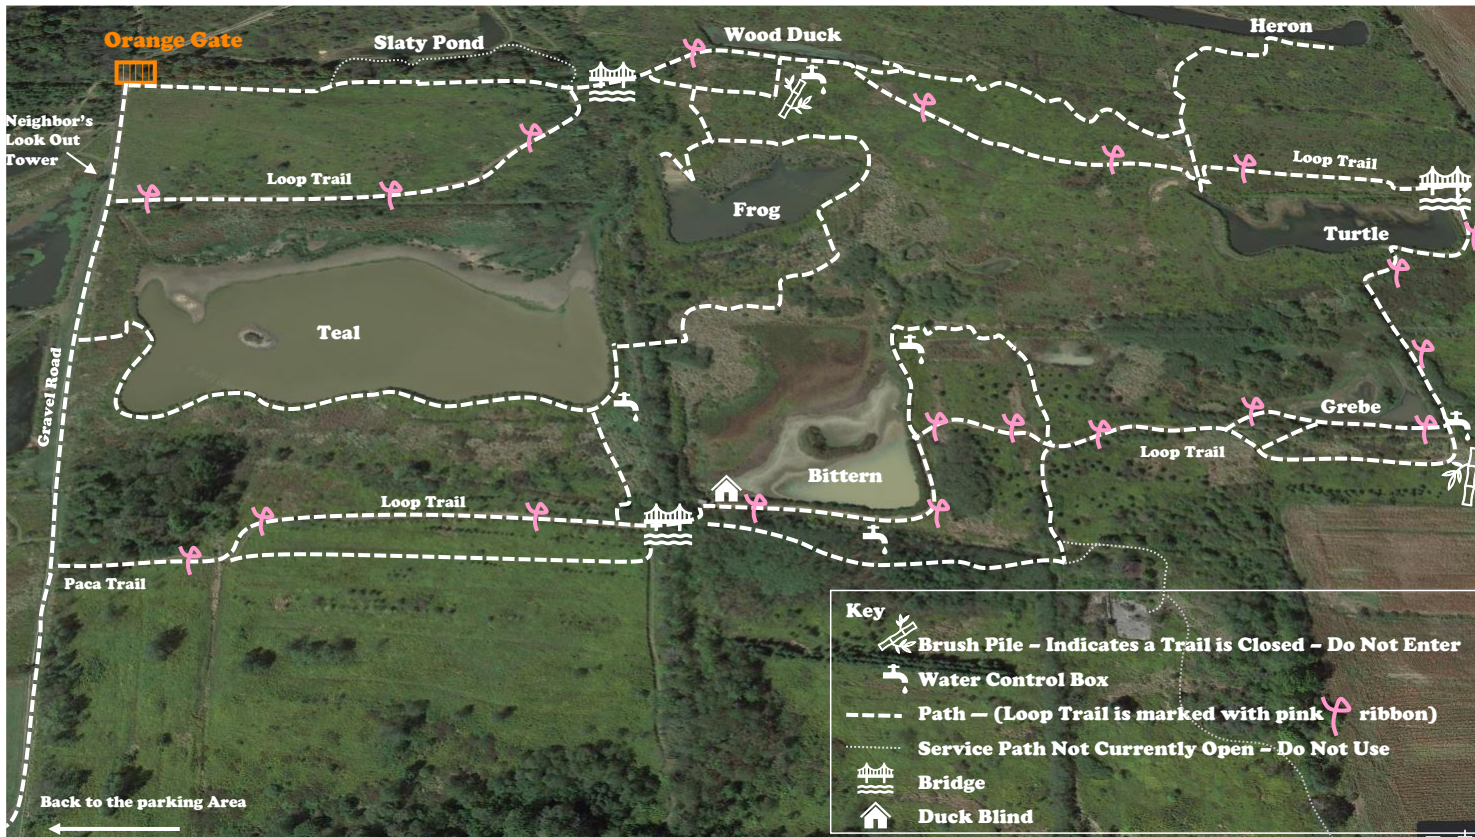 Orange Gate
Slaty Pond
Wood Duck
Heron
Neighbor's
Look Out
Tower
Loop Trail
Loop Trail
Frog
Turtle
Teal
Gravel Road
Grebe
Loop Trail
Bittern
Loop Trail
Paca Trail
Back to the parking Area
Key
Brush Pile – Indicates a Trail is Closed – Do Not Enter
Water Control Box
Path — (Loop Trail is marked with pink ribbon)
Service Path Not Currently Open – Do Not Use
Bridge
Duck Blind